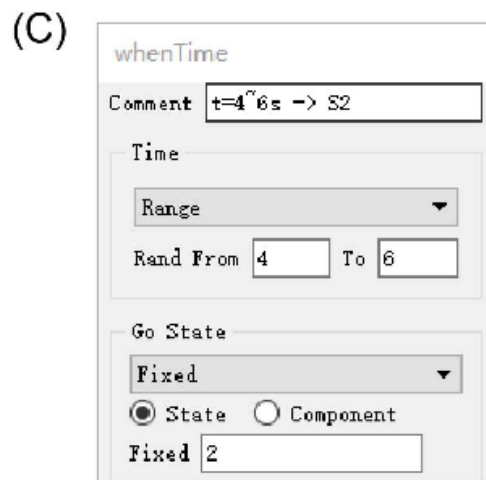 (C)
whenTime
Comment t=4~6s -> S2
Time
Range
Rand From 4 To 6
Go State
Fixed
State Component
Fixed 2